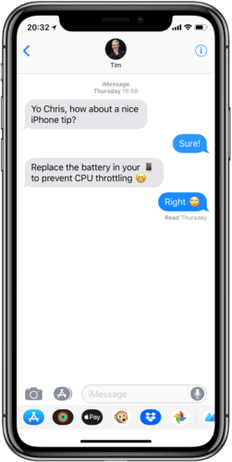 20:32
Tim
iMessage
Thursday 15:58
Yo Chris, how about a nice
iPhone tip?
Sure!
Replace the battery in your 📱
to prevent CPU throttling 🤭
Right 😅
Read Thursday
iMessage
Pay